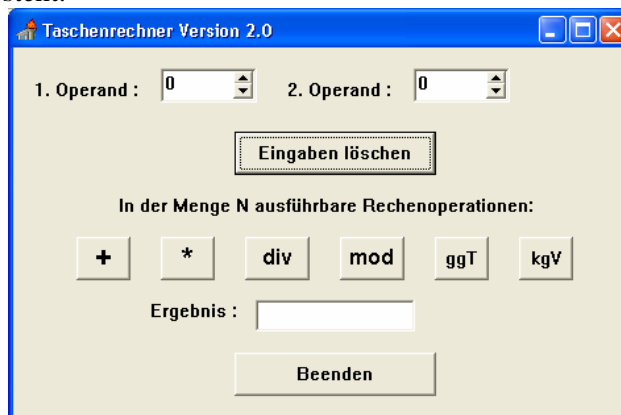 Taschenrechner Version 2.0
1. Operand : 0 2. Operand : 0
Eingaben löschen
In der Menge N ausführbare Rechenoperationen:
+ * div mod ggT kgV
Ergebnis :
Beenden